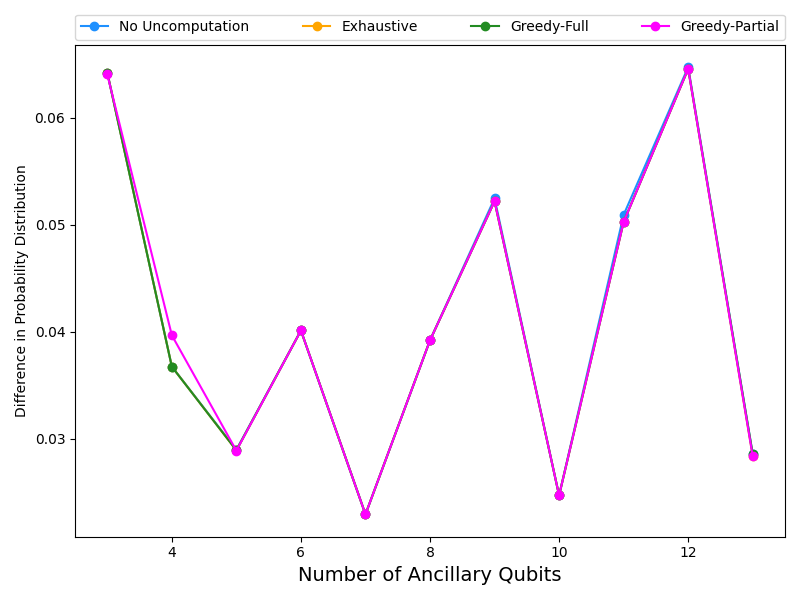 No Uncomputation Exhaustive Greedy-Full Greedy-Partial
0.06
0.05
0.04
0.03
Difference in Probability Distribution
4 6 8 10 12
Number of Ancillary Qubits